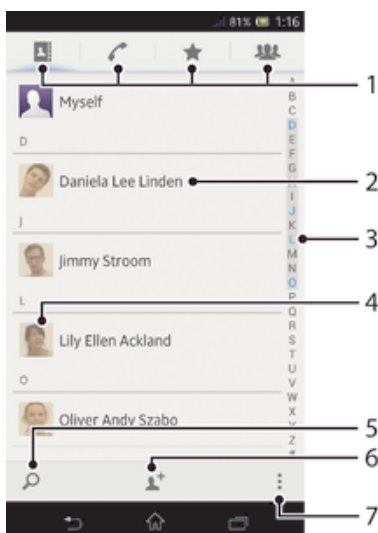 81% 1:16
1
Myself
D
Daniela Lee Linden
2
J
Jimmy Stroom
3
L
4
Lily Ellen Ackland
O
Oliver Andy Szabo
A
B
C
D
E
F
G
I
J
K
L
M
N
O
P
Q
R
S
T
U
V
W
X
Y
Z
#
5
6
7